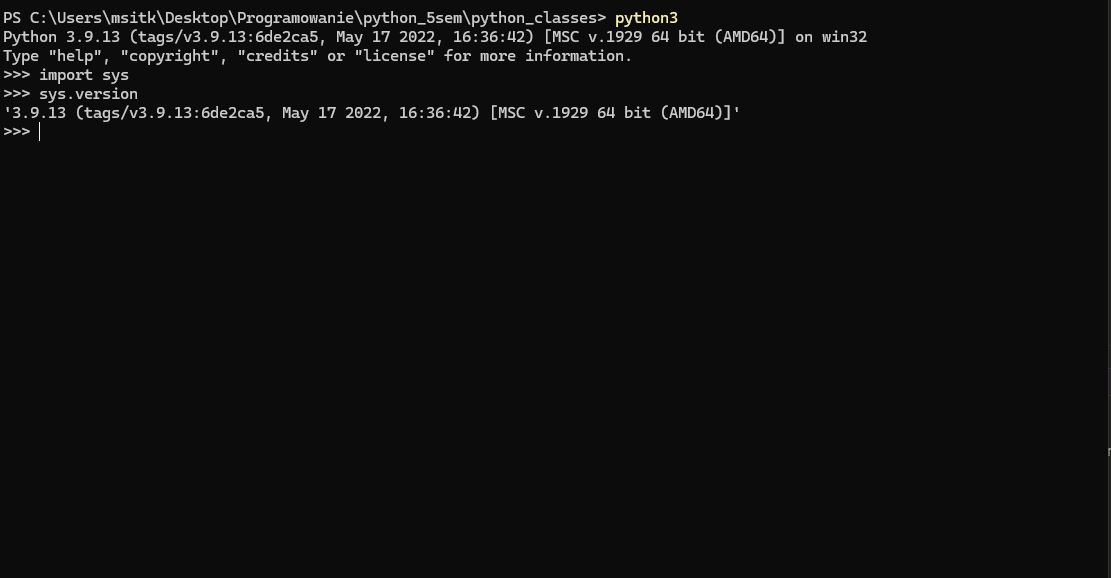 PS C:\Users\msitk\Desktop\Programowanie\python_5sem\python_classes> python3
Python 3.9.13 (tags/v3.9.13:6de2ca5, May 17 2022, 16:36:42) [MSC v.1929 64 bit (AMD64)] on win32
Type "help", "copyright", "credits" or "license" for more information.
>>> import sys
>>> sys.version
'3.9.13 (tags/v3.9.13:6de2ca5, May 17 2022, 16:36:42) [MSC v.1929 64 bit (AMD64)]'
>>>